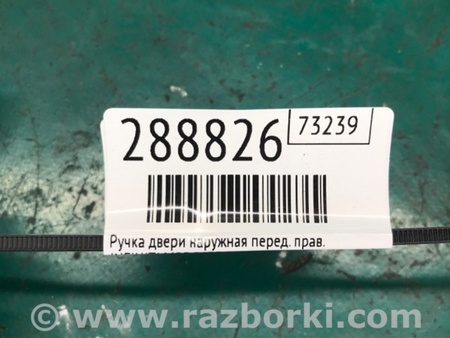 288826
73239
Ручка двери наружная перед. прав.
www.razborki.com